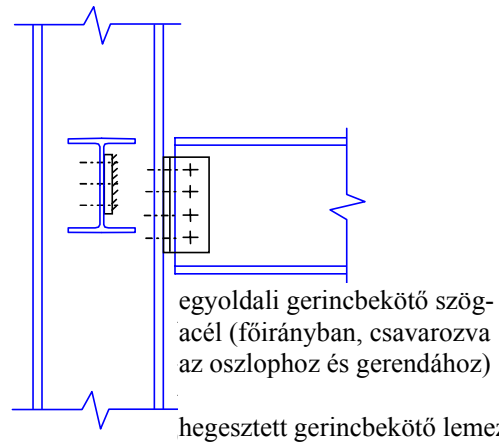 egyoldali gerincbekötő szög-
acél (főirányban, csavarozva
az oszlophoz és gerendához)
hegesztett gerincbekötő lemez